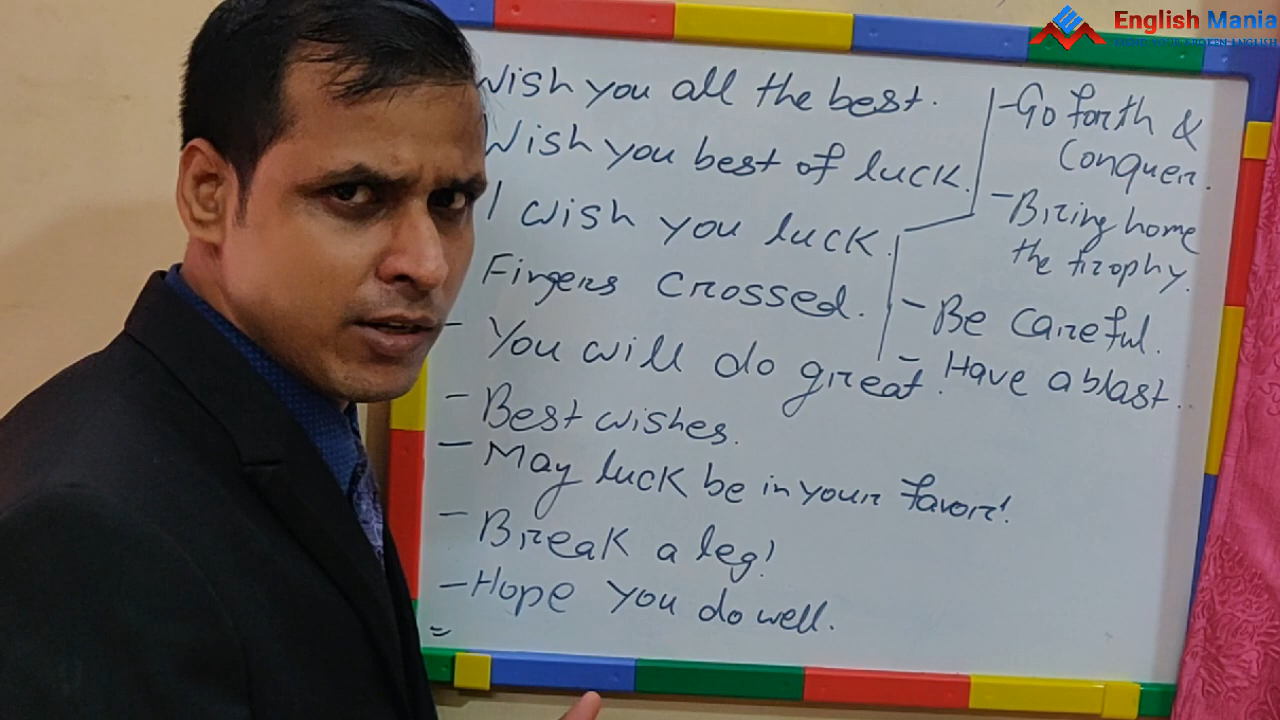 Wish you all the best.
Wish you best of luck.
I wish you luck.
Fingers crossed.
- You will do great!
- Best wishes.
- May luck be in your favor!
- Break a leg!
- Hope you do well.
=
- Go forth &
Conquer.
- Bring home
the trophy.
- Be careful.
- Have a blast..
English Mania